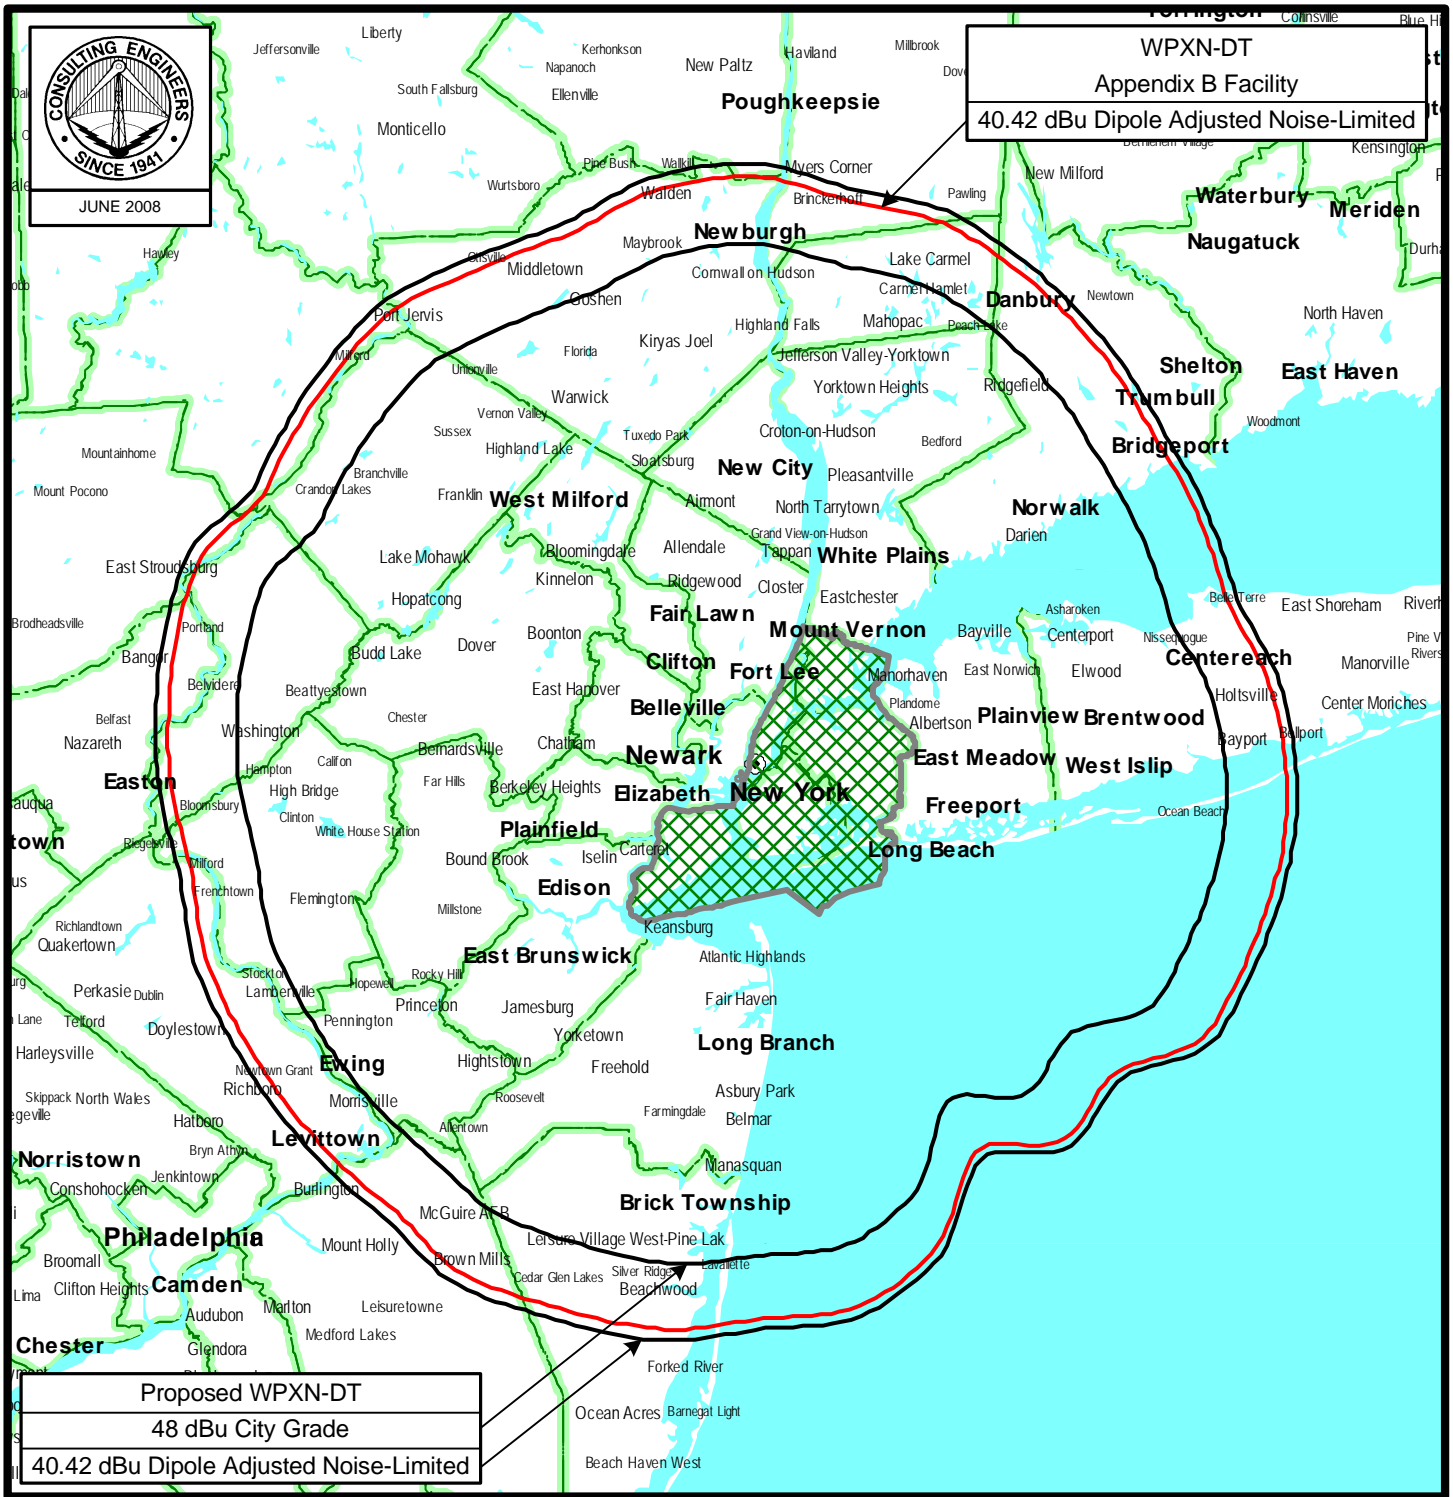 CONSULTING ENGINEERS
SINCE 1941
JUNE 2008
WPXN-DT
Appendix B Facility
40.42 dBu Dipole Adjusted Noise-Limited
Torrington
Collinsville
Liberty
Jeffersonville
Kerhonkson
Haviland
Millbrook
Napanoch
New Paltz
South Fallsburg
Ellenville
Poughkeepsie
Monticello
Kensington
Pine Bush
Wallkill
Myers Corner
New Milford
Wurtsboro
Walden
Brinckerhoff
Pawling
Waterbury
Meriden
Newburgh
Naugatuck
Hawley
Maybrook
Otisville
Middletown
Cornwall on Hudson
Lake Carmel
Carmel Hamlet
Goshen
Danbury
Newtown
Port Jervis
Highland Falls
Mahopac
Peach Lake
North Haven
Kiryas Joel
Milford
Florida
Jefferson Valley-Yorktown
Unionville
Shelton
East Haven
Yorktown Heights
Ridgefield
Warwick
Trumbull
Vernon Valley
Woodmont
Sussex
Tuxedo Park
Croton-on-Hudson
Bedford
Bridgeport
Highland Lake
Mountainhome
Sloatsburg
New City
Pleasantville
Branchville
Mount Pocono
Crandon Lakes
Franklin
West Milford
Airmont
North Tarrytown
Norwalk
Grand View-on-Hudson
Darien
Lake Mohawk
Bloomingdale
Allendale
Tappan
White Plains
East Stroudsburg
Kinnelon
Ridgewood
Closter
Hopatcong
Eastchester
Belle Terre
East Shoreham
Fair Lawn
Asharoken
Brodheadsville
Portland
Boonton
Mount Vernon
Bayville
Centerport
Nissequogue
Dover
Bangor
Budd Lake
Clifton
Fort Lee
Manorhaven
East Norwich
Elwood
Centereach
Manorville
Belvidere
Beattyestown
East Hanover
Plandome
Holtsville
Center Moriches
Belfast
Chester
Belleville
Albertson
Plainview
Brentwood
Nazareth
Washington
Bernardsville
Chatham
Newark
East Meadow
West Islip
Bayport
Bellport
Easton
Hampton
Califon
Far Hills
Berkeley Heights
Elizabeth
New York
High Bridge
Bloomsbury
Clinton
White House Station
Freeport
Ocean Beach
Plainfield
Riegelsville
Milford
Bound Brook
Iselin
Carteret
Long Beach
Frenchtown
Flemington
Edison
Millstone
Richlandtown
Quakertown
Keansburg
East Brunswick
Atlantic Highlands
Stockton
Lambertville
Hopewell
Rocky Hill
Perkasie
Dublin
Princeton
Jamesburg
Fair Haven
Telford
Doylestown
Pennington
Yorketown
Long Branch
Harleysville
Ewing
Hightstown
Freehold
Newtown Grant
Richboro
Skippack
North Wales
Morrisville
Roosevelt
Asbury Park
Farmingdale
Belmar
Hatboro
Allentown
Levittown
Bryn Athyn
Norristown
Jenkintown
Manasquan
Conshohocken
Burlington
Brick Township
McGuire AFB
Philadelphia
Mount Holly
Leisure Village West-Pine Lak
Broomall
Brown Mills
Cedar Glen Lakes
Silver Ridge
Lavallette
Lima
Clifton Heights
Camden
Beachwood
Audubon
Marlton
Leisuretowne
Medford Lakes
Chester
Glendora
Forked River
Proposed WPXN-DT
48 dBu City Grade
40.42 dBu Dipole Adjusted Noise-Limited
Ocean Acres
Barnegat Light
Beach Haven West